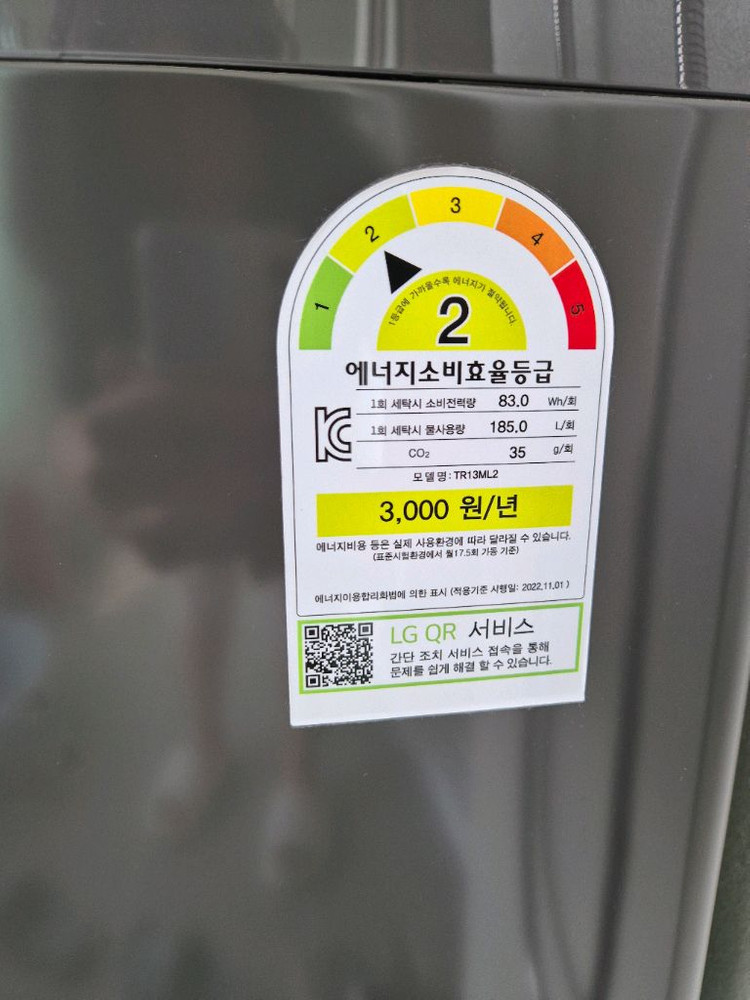 1
2
3
4
5
1등급에 가까울수록 에너지가 절약됩니다.
2
에너지소비효율등급
1회 세탁시 소비전력량 83.0 Wh/회
1회 세탁시 물사용량 185.0 L/회
CO₂ 35 g/회
모델명: TR13ML2
3,000 원/년
에너지비용 등은 실제 사용환경에 따라 달라질 수 있습니다.
(표준시험환경에서 월17.5회 가동 기준)
에너지이용합리화법에 의한 표시 (적용기준 시행일: 2022.11.01)
LG QR 서비스
간단 조치 서비스 접속을 통해
문제를 쉽게 해결 할 수 있습니다.